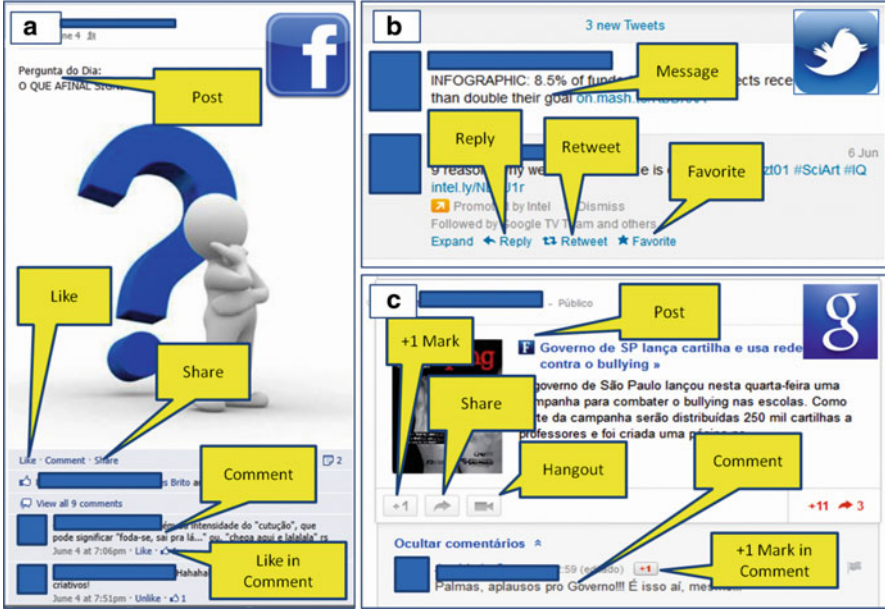 a
June 4
f
Pergunta do Dia:
O QUE AFINAL
Post
Like
Share
Like · Comment · Share
2
Brito
Comment
View all 9 comments
intensidade do "cutução", que
pode significar "foda-se, sai pra lá..." ou, "chega aqui e lalalala" rs
June 4 at 7:06pm · Like ·
Like in
Comment
Hahaha
criativos!
June 4 at 7:51pm · Unlike · 1
b
3 new Tweets
INFOGRAPHIC: 8.5% of
Message
than double their goal
Reply
Retweet
6 Jun
9
Favorite
#SciArt #IQ
Promoted by Intel Dismiss
Followed by Google TV Team and others
Expand Reply Retweet Favorite
c
- Público
Post
g
+1 Mark
F Governo de SP lança cartilha e usa
contra o bullying »
governo de São Paulo lançou nesta quarta-feira uma
campanha para combater o bullying nas escolas. Como
parte da campanha serão distribuídas 250 mil cartilhas a
professores e foi criada uma
Share
Hangout
Comment
+1
+11 3
Ocultar comentários
+1
+1 Mark in
Comment
Palmas, aplausos pro Governo!!! É isso aí,